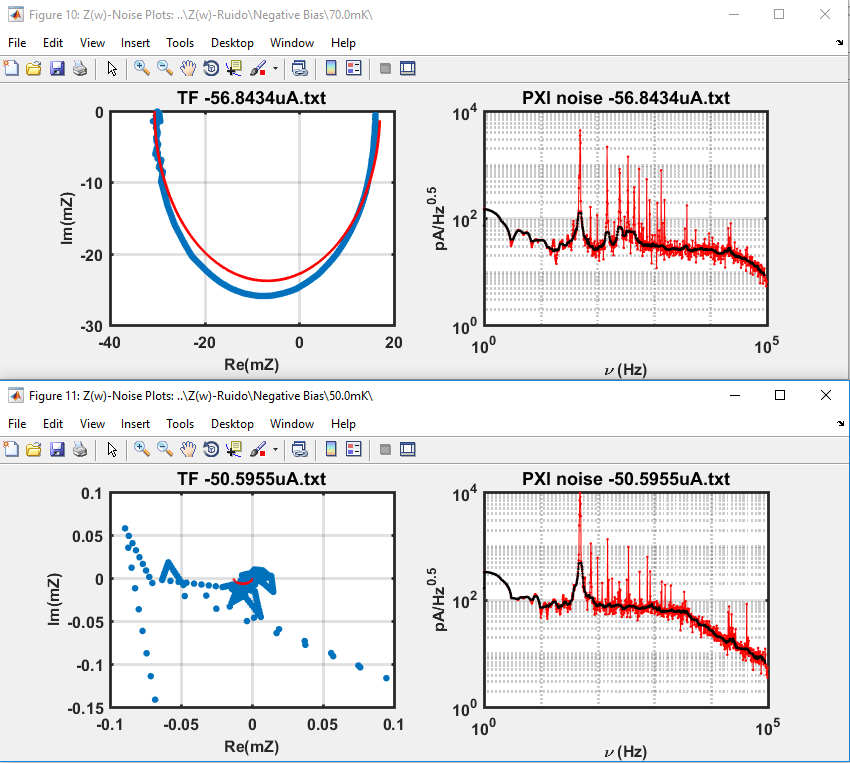 Figure 10: Z(w)-Noise Plots: ..\Z(w)-Ruido\Negative Bias\70.0mK\
File Edit View Insert Tools Desktop Window Help
TF -56.8434uA.txt
0
-10
-20
-30
Im(mZ)
-40 -20 0 20
Re(mZ)
PXI noise -56.8434uA.txt
10^4
10^2
10^0
pA/Hz^0.5
10^0 10^5
ν (Hz)
Figure 11: Z(w)-Noise Plots: ..\Z(w)-Ruido\Negative Bias\50.0mK\
File Edit View Insert Tools Desktop Window Help
TF -50.5955uA.txt
0.1
0.05
0
-0.05
-0.1
-0.15
Im(mZ)
-0.1 -0.05 0 0.05 0.1
Re(mZ)
PXI noise -50.5955uA.txt
10^4
10^2
10^0
pA/Hz^0.5
10^0 10^5
ν (Hz)